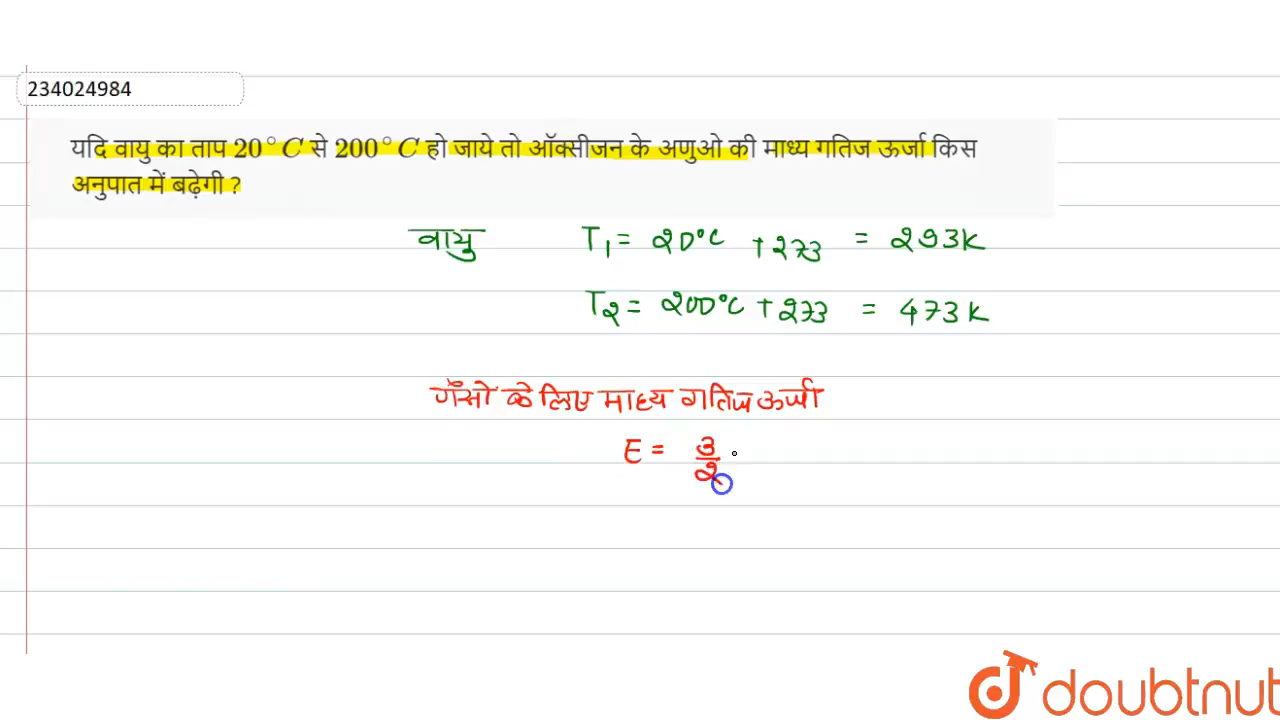 234024984
यदि वायु का ताप 20°C से 200°C हो जाये तो ऑक्सीजन के अणुओ की माध्य गतिज ऊर्जा किस
अनुपात में बढ़ेगी ?
वायु T₁ = 20°C + 273 = 293K
T₂ = 200°C + 273 = 473K
गैसो के लिए माध्य गतिज ऊर्जा
E = 3/2
doubtnut